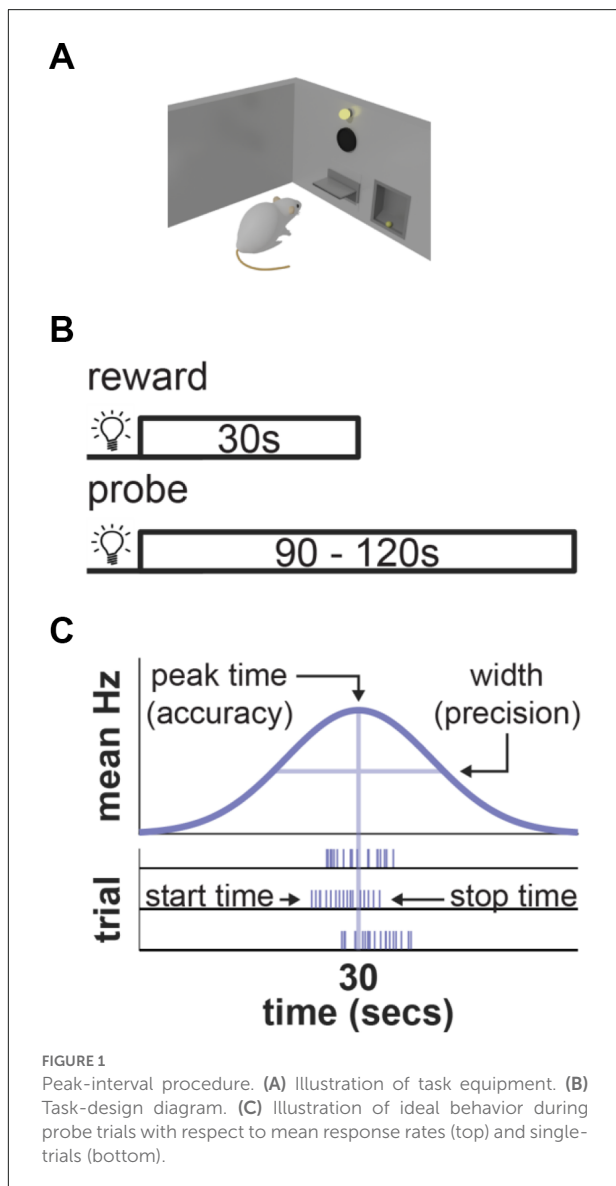 A
B
reward
30s
probe
90 - 120s
C
mean Hz
peak time
(accuracy)
width
(precision)
trial
start time
stop time
30
time (secs)
FIGURE 1
Peak-interval procedure. (A) Illustration of task equipment. (B)
Task-design diagram. (C) Illustration of ideal behavior during
probe trials with respect to mean response rates (top) and single-
trials (bottom).